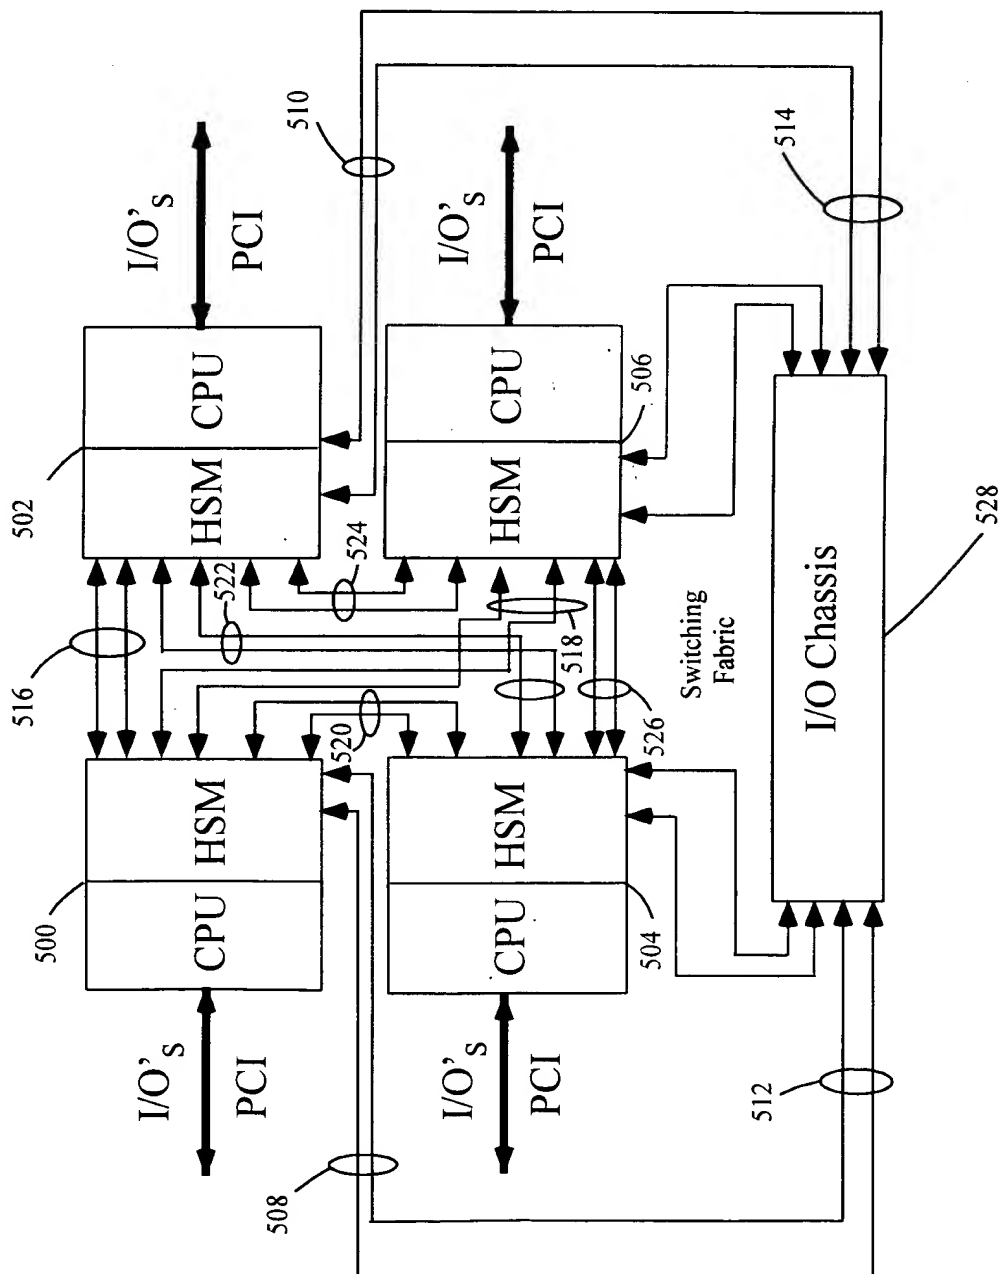 500
CPU
HSM
I/O's
PCI
516
502
HSM
CPU
I/O's
PCI
522
524
510
520
518
526
508
CPU
HSM
504
I/O's
PCI
HSM
CPU
506
I/O's
PCI
Switching
Fabric
512
514
I/O Chassis
528